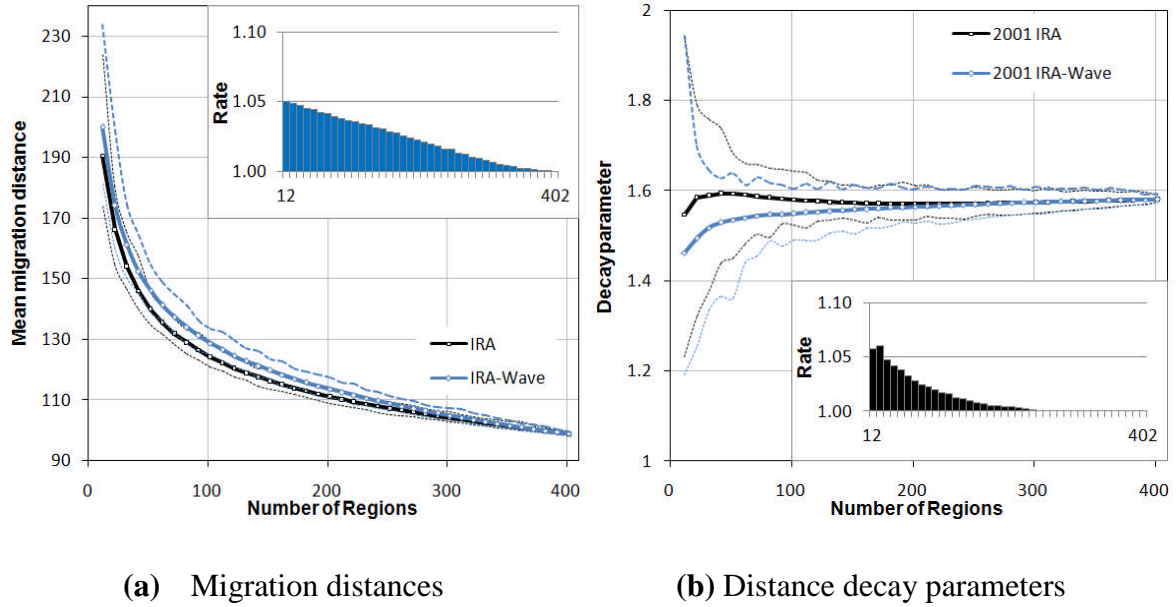 Mean migration distance
230
210
190
170
150
130
110
90
0
100
200
300
400
Number of Regions
Rate
1.10
1.05
1.00
12
402
IRA
IRA-Wave
Decay parameter
2
1.8
1.6
1.4
1.2
1
0
100
200
300
400
Number of Regions
2001 IRA
2001 IRA-Wave
Rate
1.10
1.05
1.00
12
402
(a) Migration distances
(b) Distance decay parameters